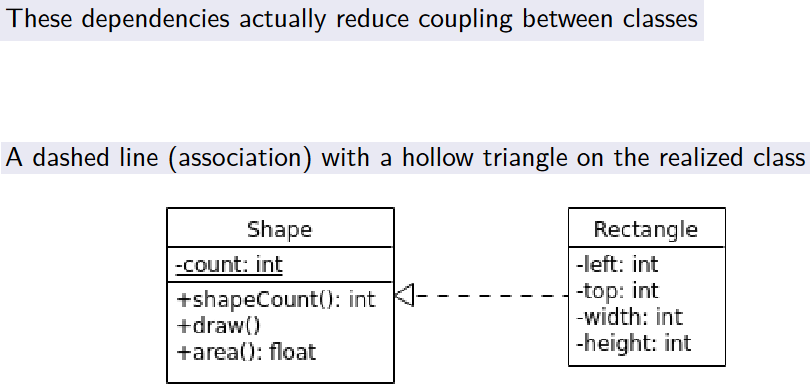 These dependencies actually reduce coupling between classes
A dashed line (association) with a hollow triangle on the realized class
Shape
-count: int
+shapeCount(): int
+draw()
+area(): float
Rectangle
-left: int
-top: int
-width: int
-height: int